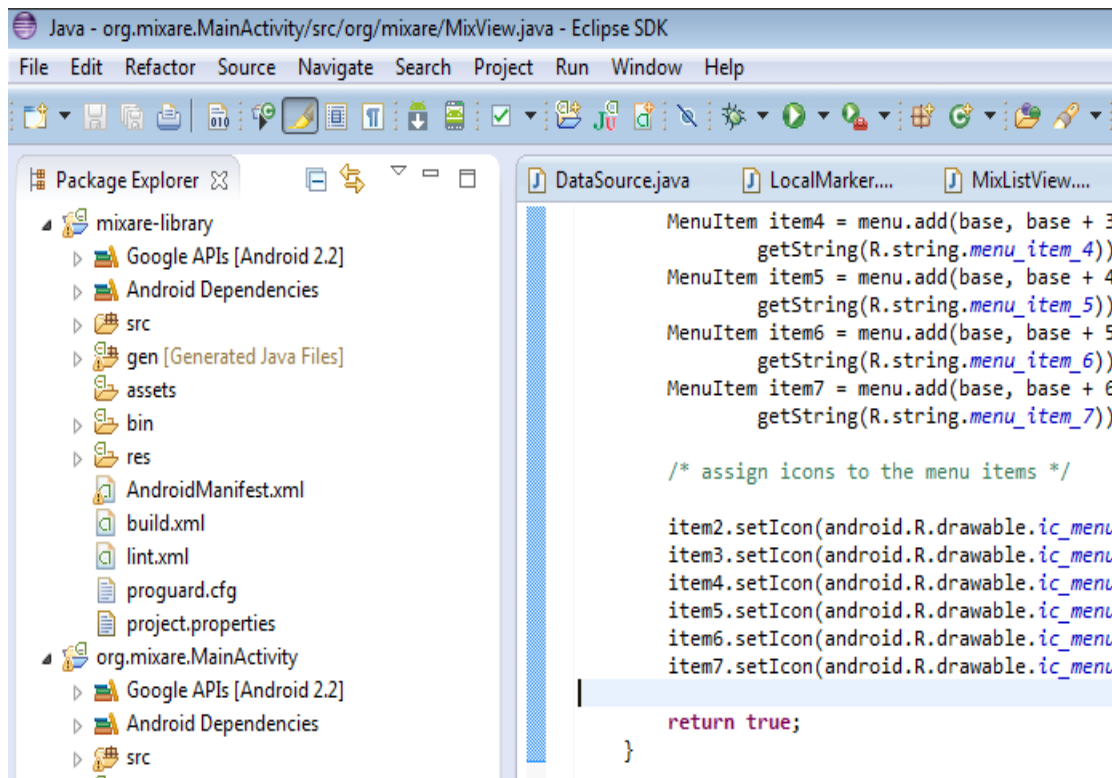 Java - org.mixare.MainActivity/src/org/mixare/MixView.java - Eclipse SDK
File Edit Refactor Source Navigate Search Project Run Window Help
Package Explorer
mixare-library
Google APIs [Android 2.2]
Android Dependencies
src
gen [Generated Java Files]
assets
bin
res
AndroidManifest.xml
build.xml
lint.xml
proguard.cfg
project.properties
org.mixare.MainActivity
Google APIs [Android 2.2]
Android Dependencies
src
DataSource.java LocalMarker.... MixListView....
MenuItem item4 = menu.add(base, base + 3
getString(R.string.menu_item_4))
MenuItem item5 = menu.add(base, base + 4
getString(R.string.menu_item_5))
MenuItem item6 = menu.add(base, base + 5
getString(R.string.menu_item_6))
MenuItem item7 = menu.add(base, base + 6
getString(R.string.menu_item_7))
/* assign icons to the menu items */
item2.setIcon(android.R.drawable.ic_menu
item3.setIcon(android.R.drawable.ic_menu
item4.setIcon(android.R.drawable.ic_menu
item5.setIcon(android.R.drawable.ic_menu
item6.setIcon(android.R.drawable.ic_menu
item7.setIcon(android.R.drawable.ic_menu
return true;
}